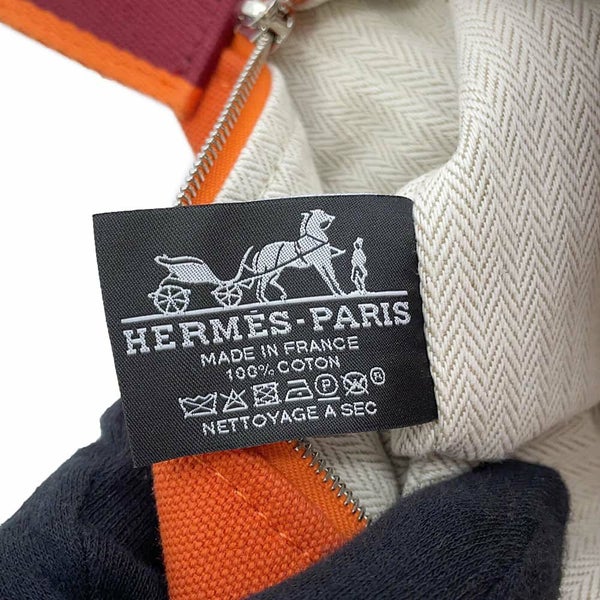 HERMÈS-PARIS
MADE IN FRANCE
100% COTON
P ®
NETTOYAGE A SEC